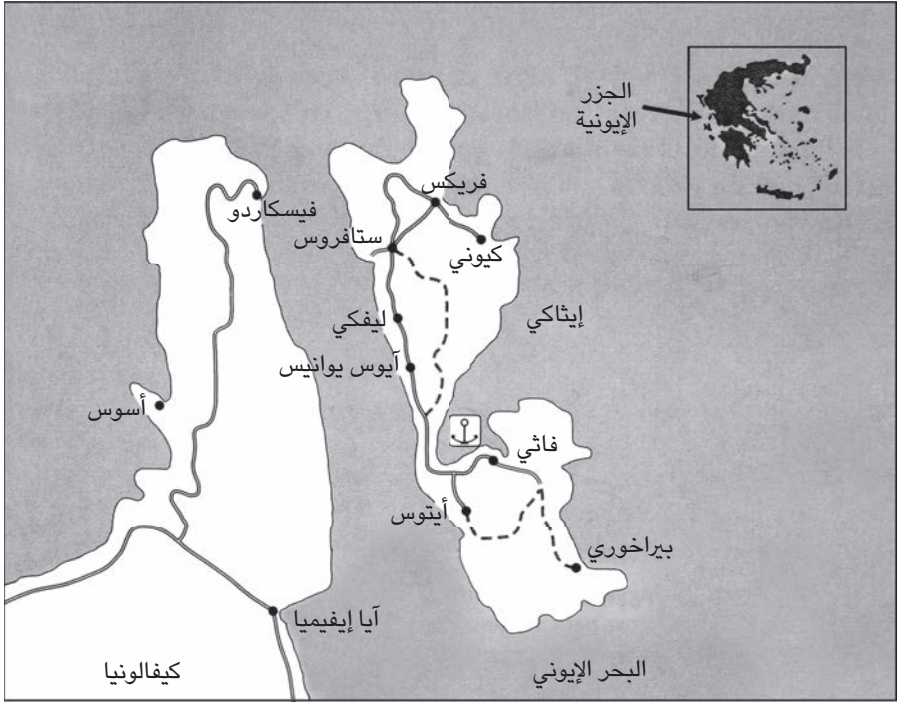 الجزر
الإيونية
فريكس
فيسكاردو
ستافروس
كيوني
ليفكي
إيثاكي
آيوس يوانيس
أسوس
فاثي
أيتوس
بيراخوري
آيا إيفيميا
كيفالونيا
البحر الإيوني